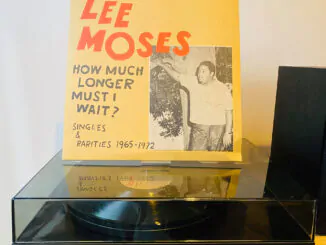 LEE
MOSES
HOW MUCH
LONGER
MUST I
WAIT?
SINGLES
&
RARITIES 1965-1972